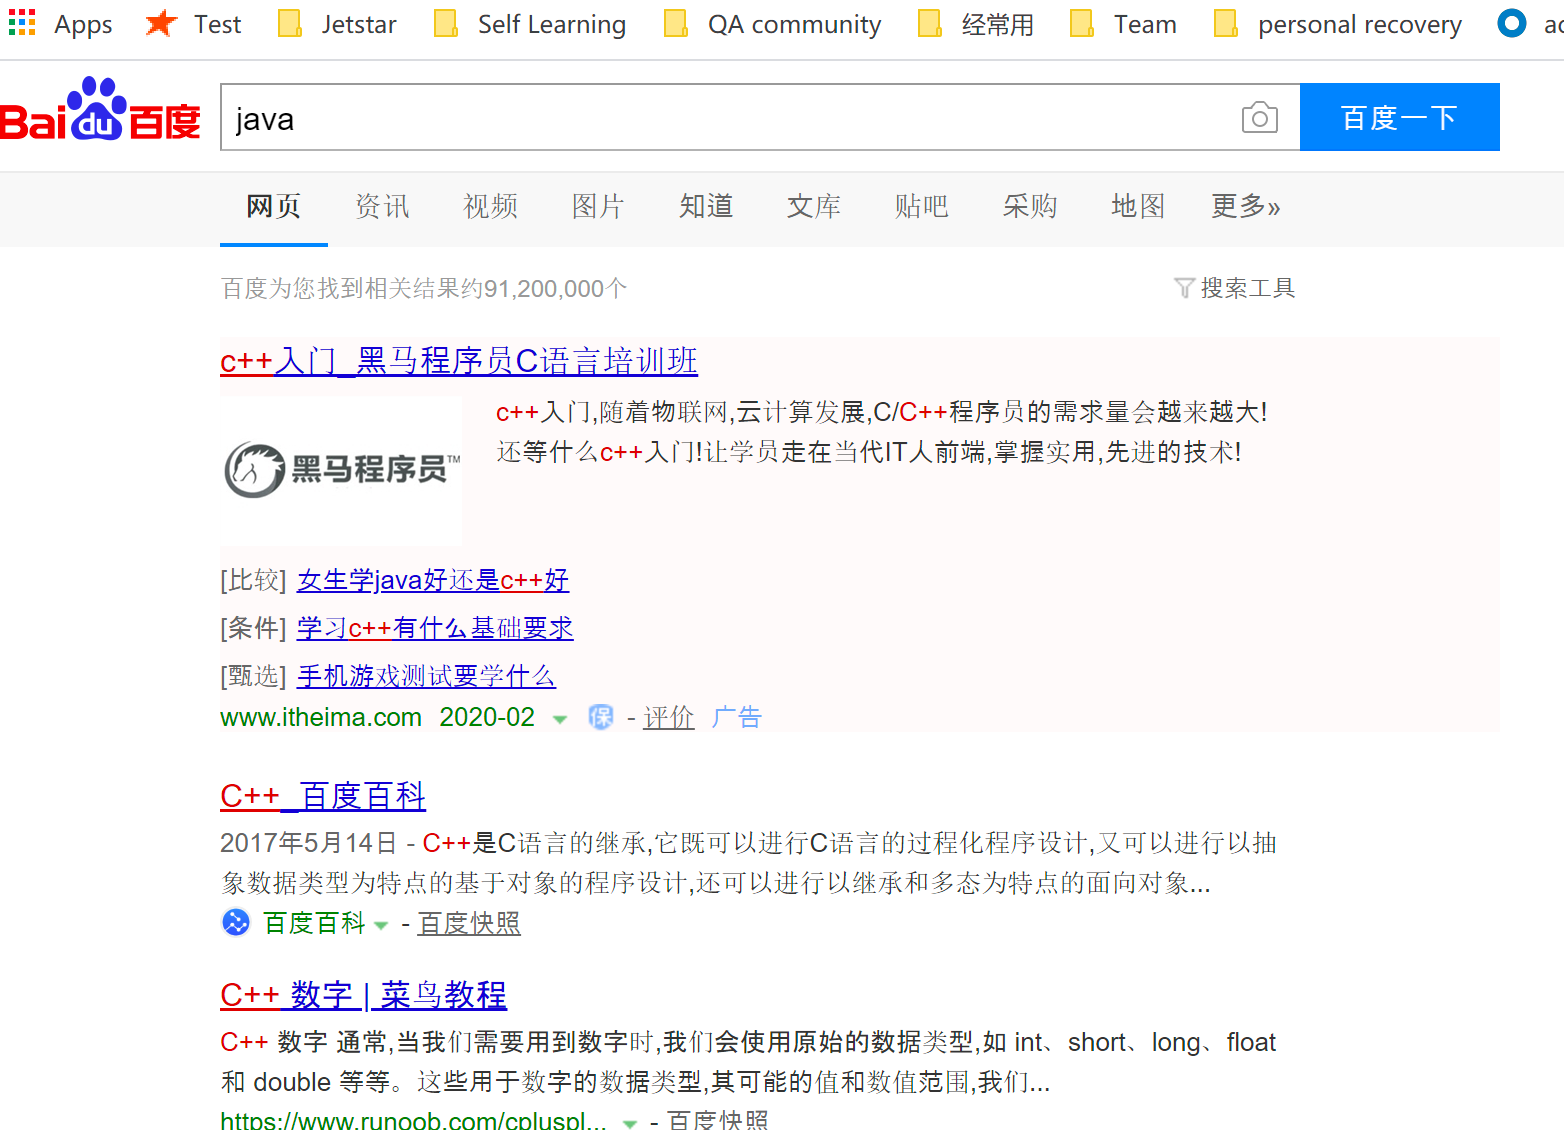 Apps Test Jetstar Self Learning QA community 经常用 Team personal recovery
Baidu百度 java 百度一下
网页 资讯 视频 图片 知道 文库 贴吧 采购 地图 更多»
百度为您找到相关结果约91,200,000个 搜索工具
c++入门_黑马程序员C语言培训班
c++入门,随着物联网,云计算发展,C/C++程序员的需求量会越来越大!
还等什么c++入门!让学员走在当代IT人前端,掌握实用,先进的技术!
黑马程序员™
[比较] 女生学java好还是c++好
[条件] 学习c++有什么基础要求
[甄选] 手机游戏测试要学什么
www.itheima.com 2020-02 保 - 评价 广告
C++_百度百科
2017年5月14日 - C++是C语言的继承,它既可以进行C语言的过程化程序设计,又可以进行以抽
象数据类型为特点的基于对象的程序设计,还可以进行以继承和多态为特点的面向对象...
百度百科 - 百度快照
C++ 数字 | 菜鸟教程
C++ 数字 通常,当我们需要用到数字时,我们会使用原始的数据类型,如 int、short、long、float
和 double 等等。这些用于数字的数据类型,其可能的值和数值范围,我们...
https://www.runoob.com/cpluspl... - 百度快照